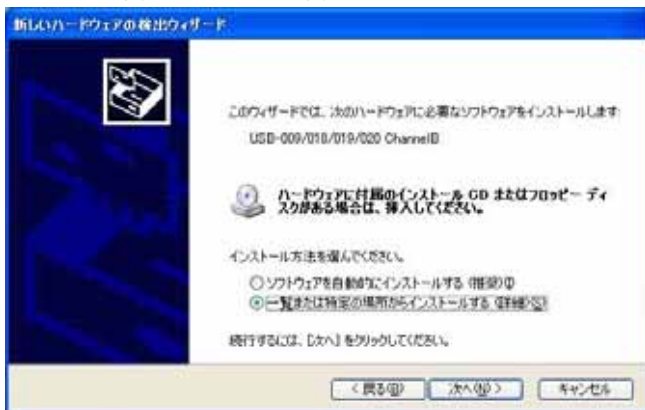 新しいハードウェアの検出ウィザード
このウィザードでは、次のハードウェアに必要なソフトウェアをインストールします:
USB-009/018/019/020 ChannelB
ハードウェアに付属のインストール CD またはフロッピー ディ
スクがある場合は、挿入してください。
インストール方法を選んでください。
ソフトウェアを自動的にインストールする (推奨)(I)
一覧または特定の場所からインストールする (詳細)(S)
続行するには、[次へ] をクリックしてください。
< 戻る(B)
次へ(N) >
キャンセル